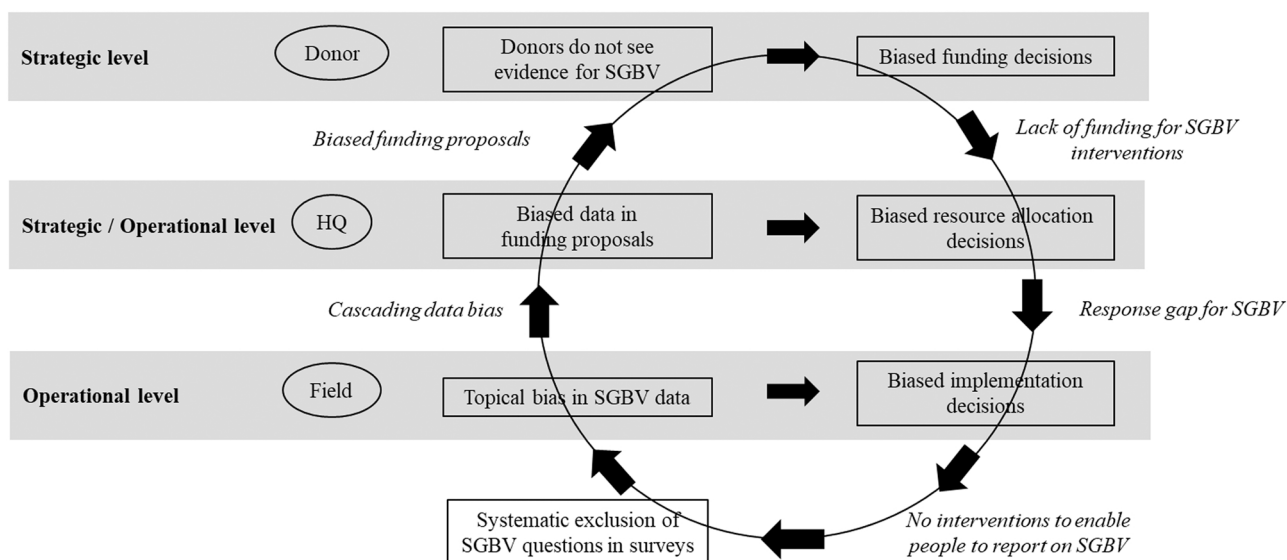 Strategic level
Donor
Donors do not see
evidence for SGBV
Biased funding decisions
Biased funding proposals
Lack of funding for SGBV
interventions
Strategic / Operational level
HQ
Biased data in
funding proposals
Biased resource allocation
decisions
Cascading data bias
Response gap for SGBV
Operational level
Field
Topical bias in SGBV data
Biased implementation
decisions
Systematic exclusion of
SGBV questions in surveys
No interventions to enable
people to report on SGBV